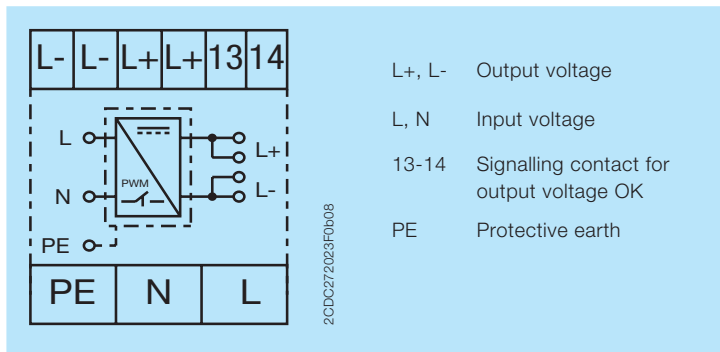 L- L- L+ L+ 13 14
L
L+
PWM
N
L-
PE
PE N L
2CDC272023F0b08
L+, L- Output voltage
L, N Input voltage
13-14 Signalling contact for
output voltage OK
PE Protective earth